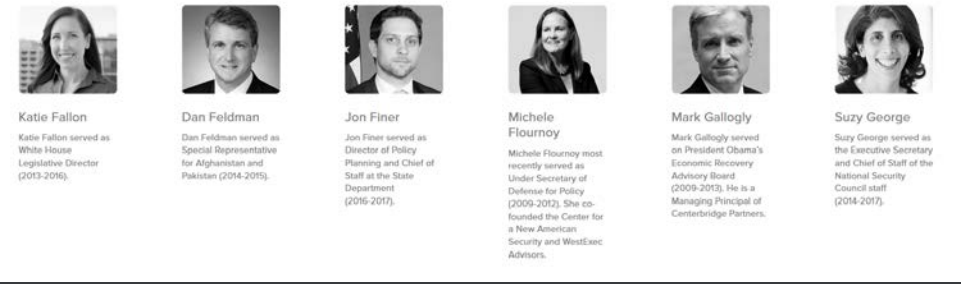 Katie Fallon
Katie Fallon served as
White House
Legislative Director
(2013-2016).
Dan Feldman
Dan Feldman served as
Special Representative
for Afghanistan and
Pakistan (2014-2015).
Jon Finer
Jon Finer served as
Director of Policy
Planning and Chief of
Staff at the State
Department
(2016-2017).
Michele
Flournoy
Michele Flournoy most
recently served as
Under Secretary of
Defense for Policy
(2009-2012). She co-
founded the Center for
a New American
Security and WestExec
Advisors.
Mark Gallogly
Mark Gallogly served
on President Obama's
Economic Recovery
Advisory Board
(2009-2013). He is a
Managing Principal of
Centerbridge Partners.
Suzy George
Suzy George served as
the Executive Secretary
and Chief of Staff of the
National Security
Council staff
(2014-2017).